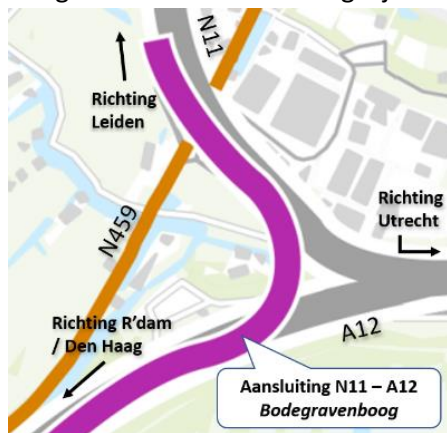 N11
Richting
Leiden
Richting
Utrecht
N459
Richting R'dam
/ Den Haag
A12
Aansluiting N11 – A12
Bodegravenboog